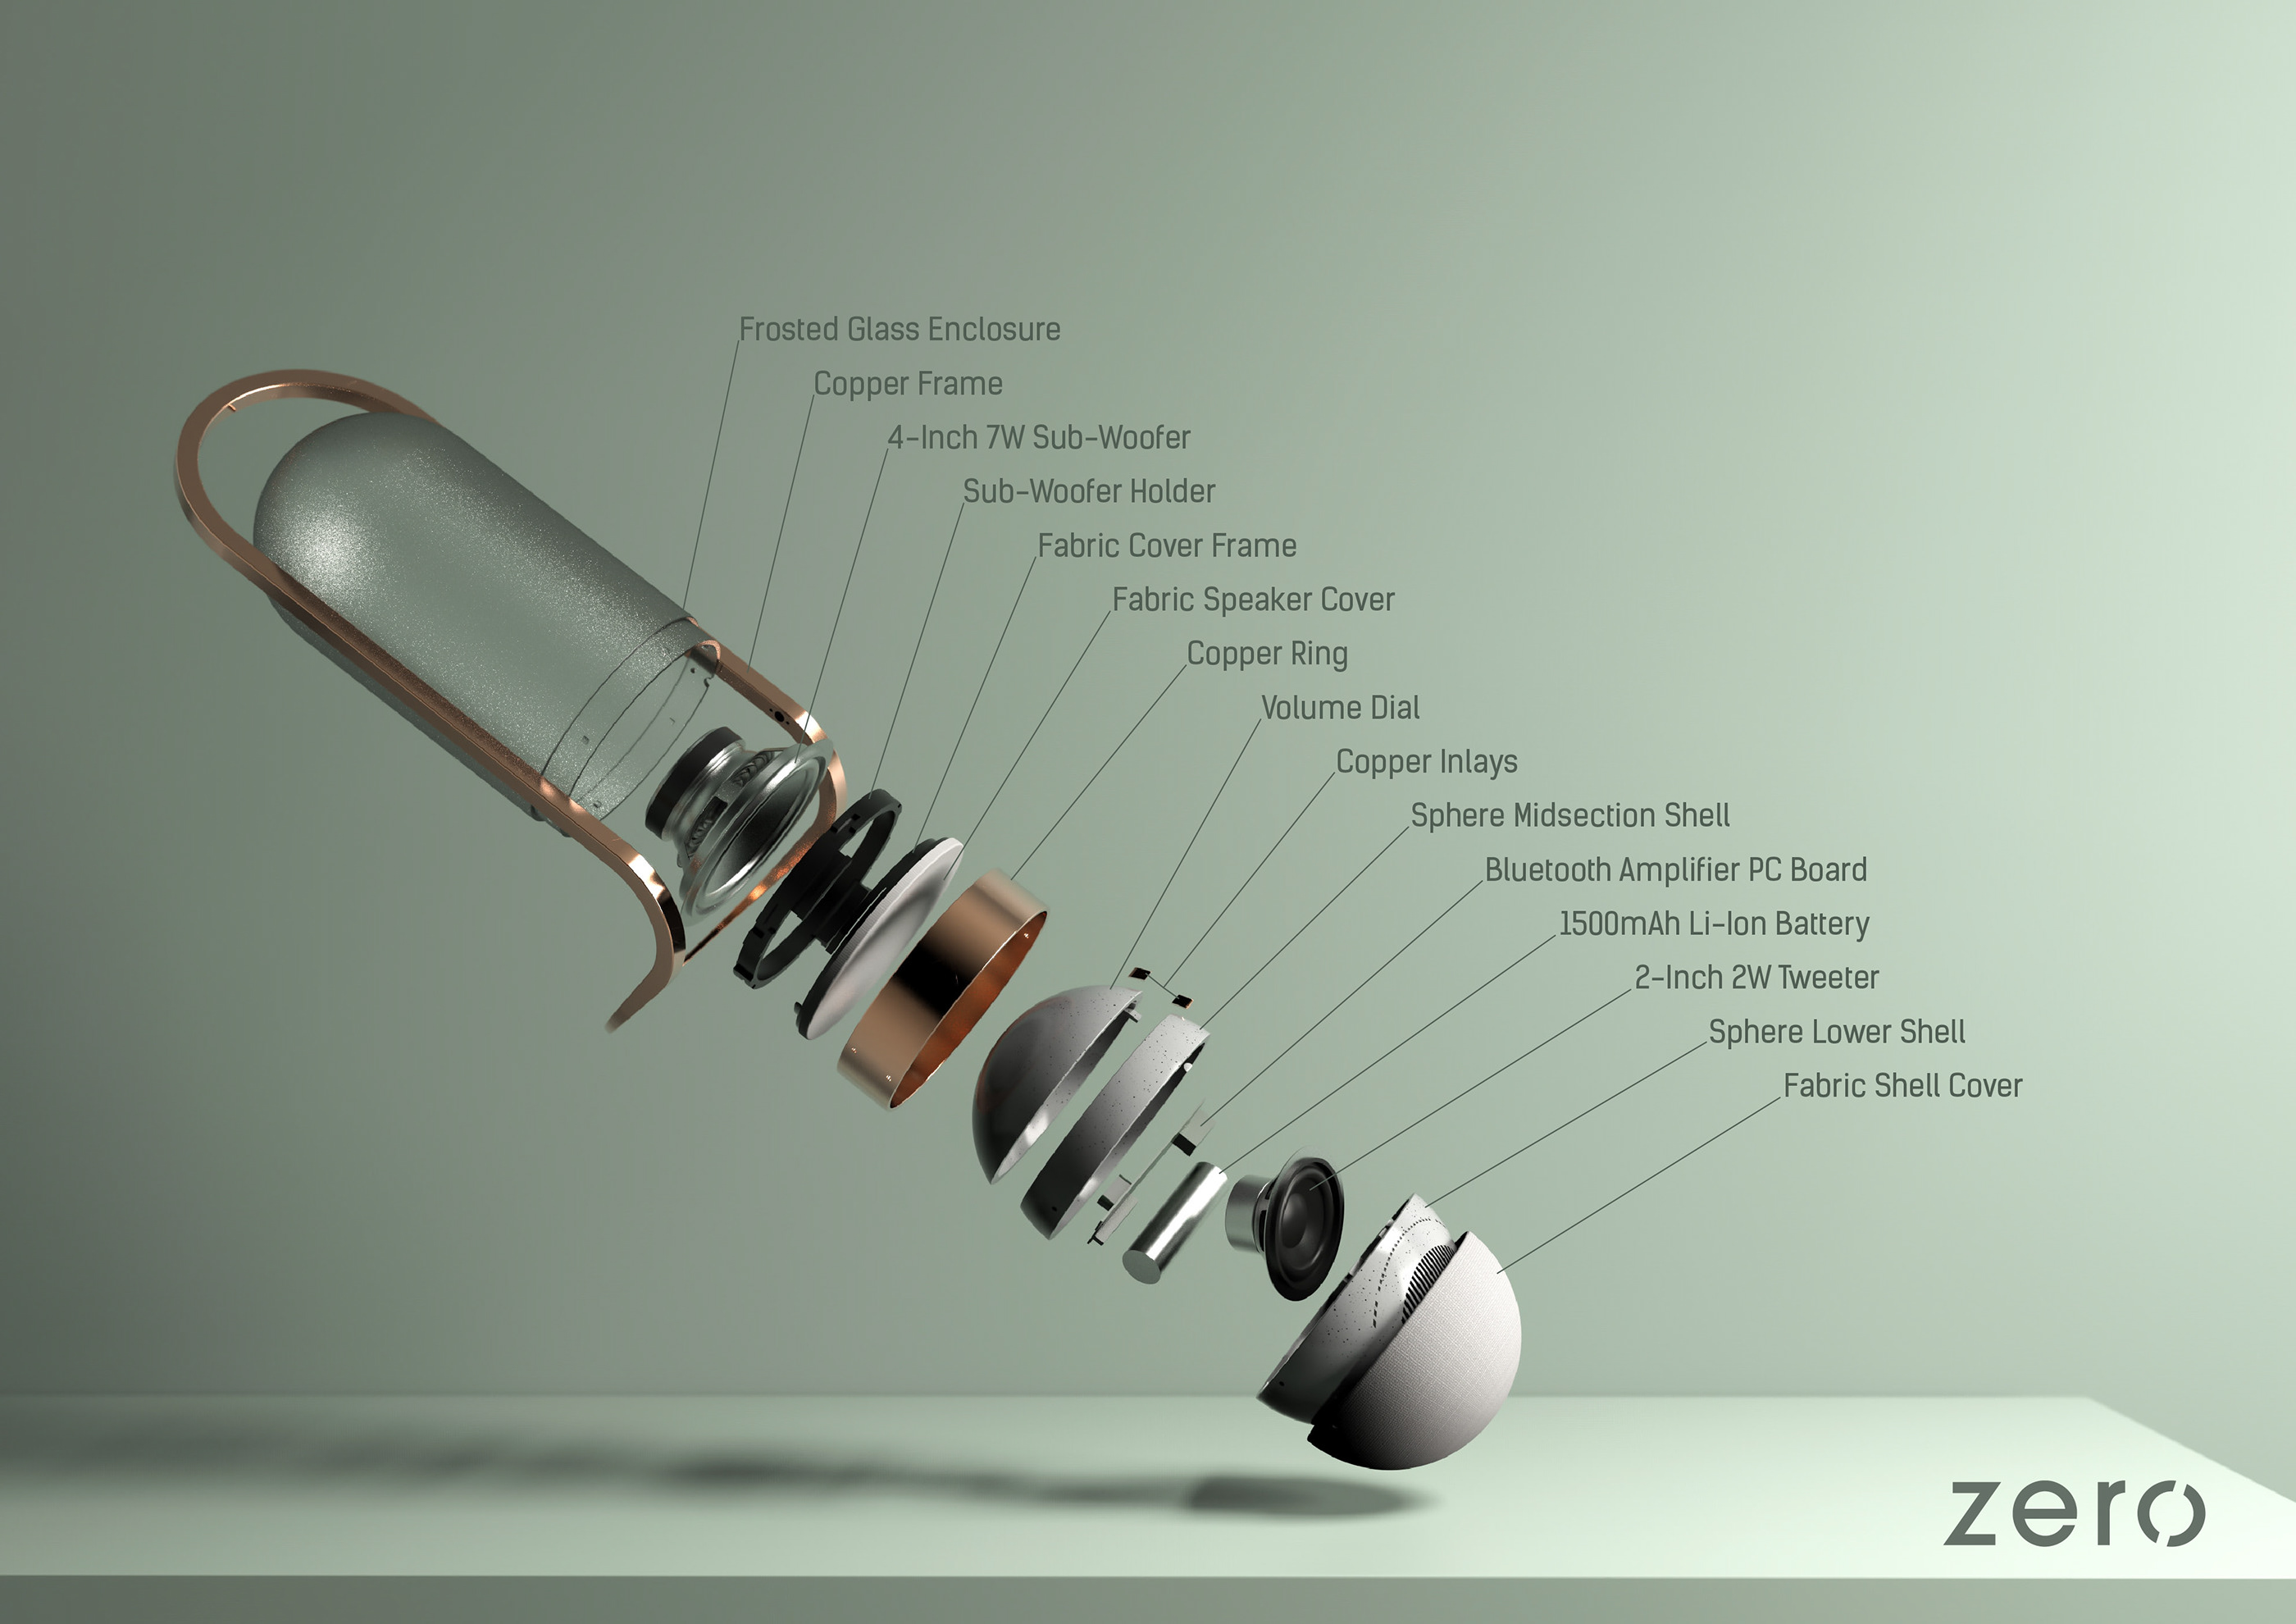 Frosted Glass Enclosure
Copper Frame
4-Inch 7W Sub-Woofer
Sub-Woofer Holder
Fabric Cover Frame
Fabric Speaker Cover
Copper Ring
Volume Dial
Copper Inlays
Sphere Midsection Shell
Bluetooth Amplifier PC Board
1500mAh Li-Ion Battery
2-Inch 2W Tweeter
Sphere Lower Shell
Fabric Shell Cover
zero